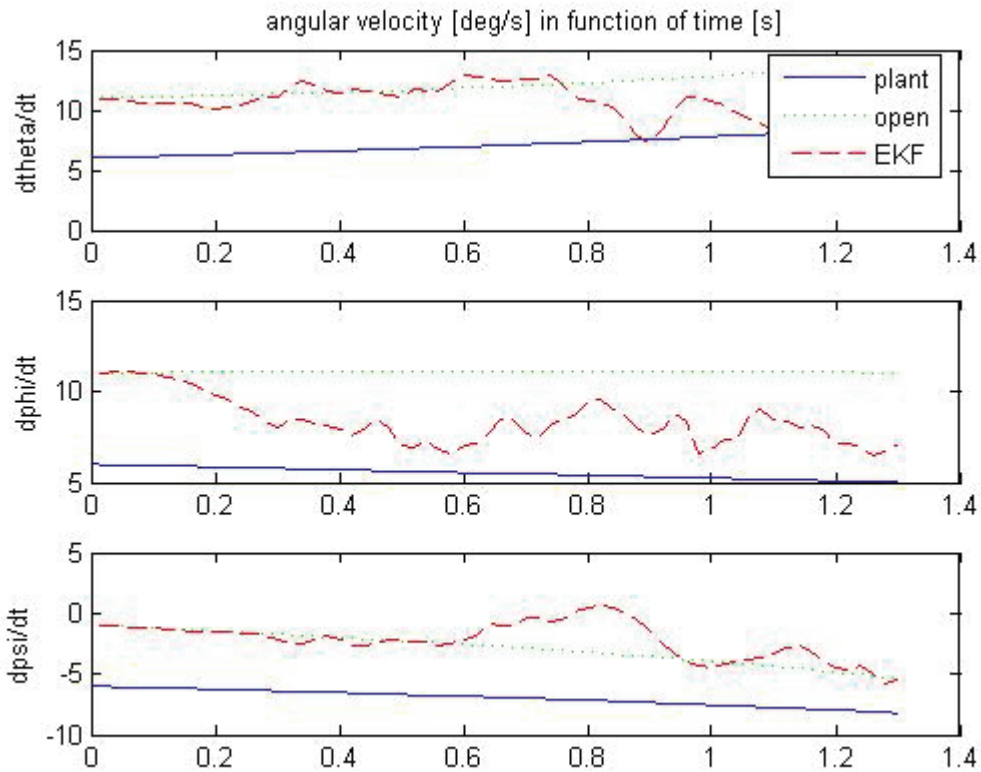 angular velocity [deg/s] in function of time [s]
15
10
5
0
dtheta/dt
plant
open
EKF
0 0.2 0.4 0.6 0.8 1 1.2 1.4
15
10
5
dphi/dt
0 0.2 0.4 0.6 0.8 1 1.2 1.4
5
0
-5
-10
dpsi/dt
0 0.2 0.4 0.6 0.8 1 1.2 1.4